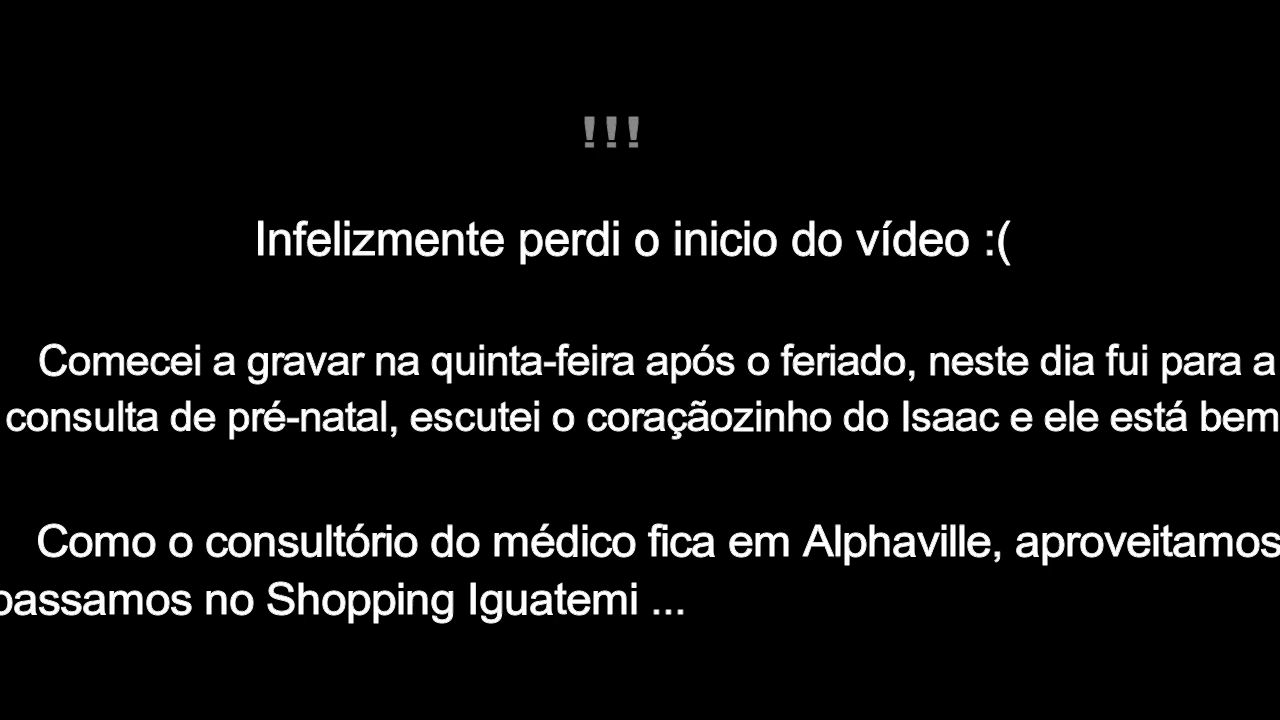 !!!
Infelizmente perdi o inicio do vídeo :(
Comecei a gravar na quinta-feira após o feriado, neste dia fui para a
consulta de pré-natal, escutei o coraçãozinho do Isaac e ele está bem
Como o consultório do médico fica em Alphaville, aproveitamos
passamos no Shopping Iguatemi ...